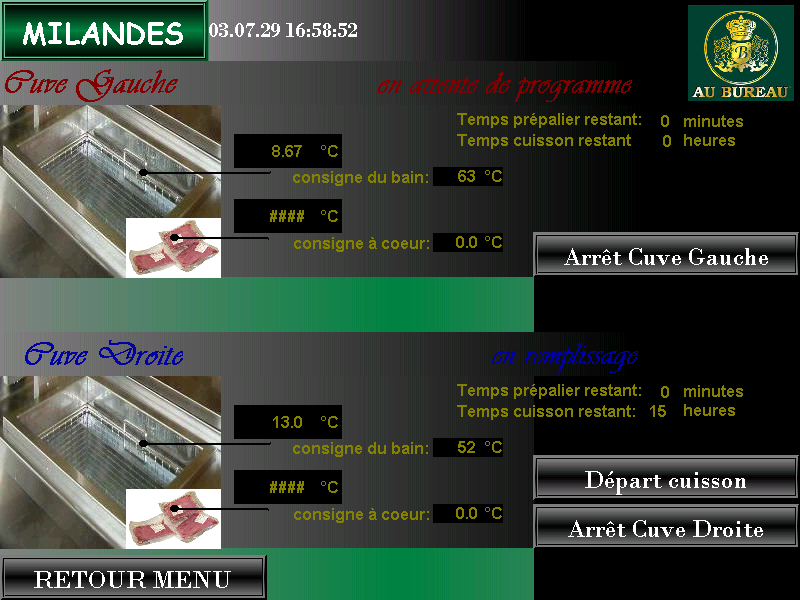 MILANDES
03.07.29 16:58:52
AU BUREAU
Cuve Gauche
en attente de programme
Temps prépalier restant: 0 minutes
Temps cuisson restant 0 heures
8.67 °C
consigne du bain: 63 °C
#### °C
consigne à coeur: 0.0 °C
Arrêt Cuve Gauche
Cuve Droite
en remplissage
Temps prépalier restant: 0 minutes
Temps cuisson restant: 15 heures
13.0 °C
consigne du bain: 52 °C
#### °C
consigne à coeur: 0.0 °C
Départ cuisson
Arrêt Cuve Droite
RETOUR MENU